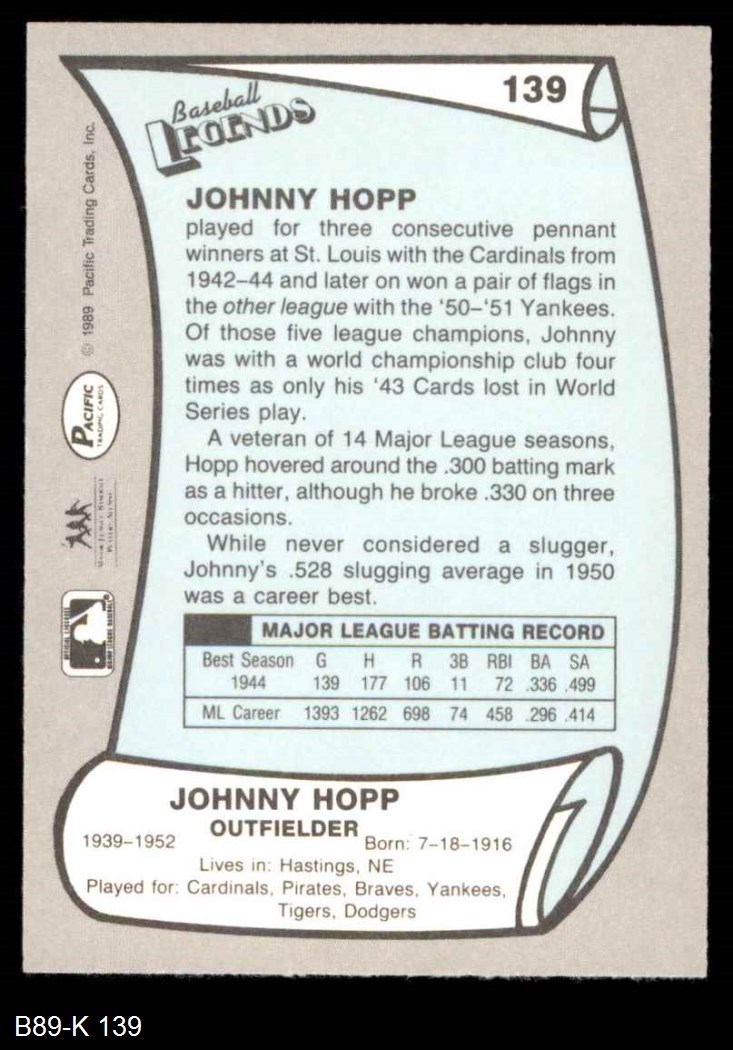 139
Baseball
LEGENDS
© 1989 Pacific Trading Cards, Inc.
JOHNNY HOPP
played for three consecutive pennant
winners at St. Louis with the Cardinals from
1942–44 and later on won a pair of flags in
the other league with the ‘50–‘51 Yankees.
Of those five league champions, Johnny
was with a world championship club four
times as only his ‘43 Cards lost in World
Series play.
A veteran of 14 Major League seasons,
Hopp hovered around the .300 batting mark
as a hitter, although he broke .330 on three
occasions.
While never considered a slugger,
Johnny's .528 slugging average in 1950
was a career best.
PACIFIC
TRADING CARDS
MAJOR LEAGUE BATTING RECORD
Best Season G H R 3B RBI BA SA
1944 139 177 106 11 72 .336 .499
ML Career 1393 1262 698 74 458 .296 .414
JOHNNY HOPP
OUTFIELDER
1939–1952 Born: 7-18-1916
Lives in: Hastings, NE
Played for: Cardinals, Pirates, Braves, Yankees,
Tigers, Dodgers
B89-K 139